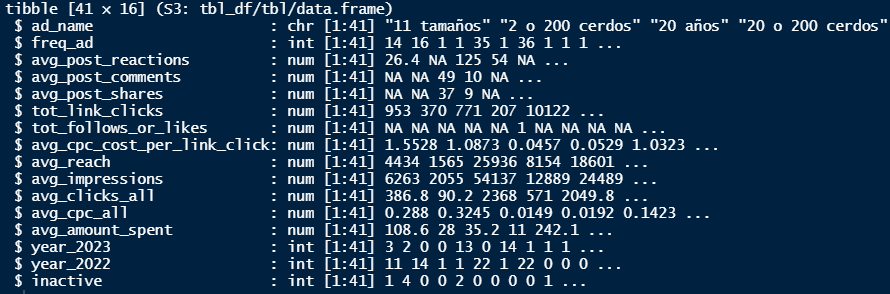 tibble [41 × 16] (S3: tbl_df/tbl/data.frame)
 $ ad_name                    : chr [1:41] "11 tamaños" "2 o 200 cerdos" "20 años" "20 o 200 cerdos"
 $ freq_ad                    : int [1:41] 14 16 1 1 35 1 36 1 1 1 ...
 $ avg_post_reactions         : num [1:41] 26.4 NA 125 54 NA ...
 $ avg_post_comments          : num [1:41] NA NA 49 10 NA ...
 $ avg_post_shares            : num [1:41] NA NA 37 9 NA ...
 $ tot_link_clicks            : num [1:41] 953 370 771 207 10122 ...
 $ tot_follows_or_likes       : num [1:41] NA NA NA NA NA 1 NA NA NA NA ...
 $ avg_cpc_cost_per_link_click: num [1:41] 1.5528 1.0873 0.0457 0.0529 1.0323 ...
 $ avg_reach                  : num [1:41] 4434 1565 25936 8154 18601 ...
 $ avg_impressions            : num [1:41] 6263 2055 54137 12889 24489 ...
 $ avg_clicks_all             : num [1:41] 386.8 90.2 2368 571 2049.8 ...
 $ avg_cpc_all                : num [1:41] 0.288 0.3245 0.0149 0.0192 0.1423 ...
 $ avg_amount_spent           : num [1:41] 108.6 28 35.2 11 242.1 ...
 $ year_2023                  : int [1:41] 3 2 0 0 13 0 14 1 1 1 ...
 $ year_2022                  : int [1:41] 11 14 1 1 22 1 22 0 0 0 ...
 $ inactive                   : int [1:41] 1 4 0 0 2 0 0 0 0 1 ...